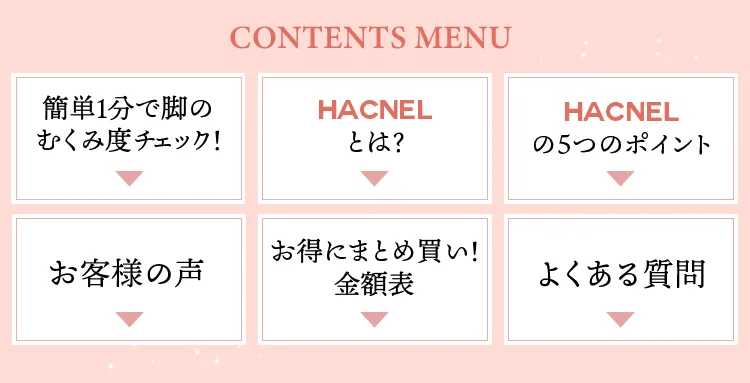 CONTENTS MENU
簡単1分で脚の
むくみ度チェック!
HACNEL
とは?
HACNEL
の5つのポイント
お客様の声
お得にまとめ買い!
金額表
よくある質問